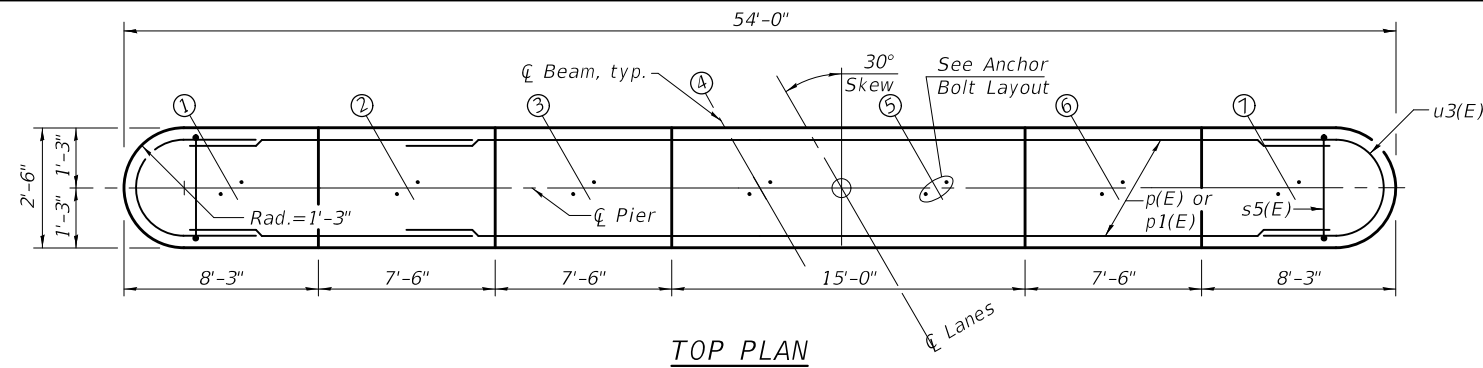 54'-0"
℄ Beam, typ.
4
30°
Skew
See Anchor
Bolt Layout
1
2
3
5
6
7
u3(E)
2'-6"
1'-3"
1'-3"
Rad.=1'-3"
℄ Pier
p(E) or
p1(E)
s5(E)
8'-3"
7'-6"
7'-6"
15'-0"
7'-6"
8'-3"
℄ Lanes
TOP PLAN